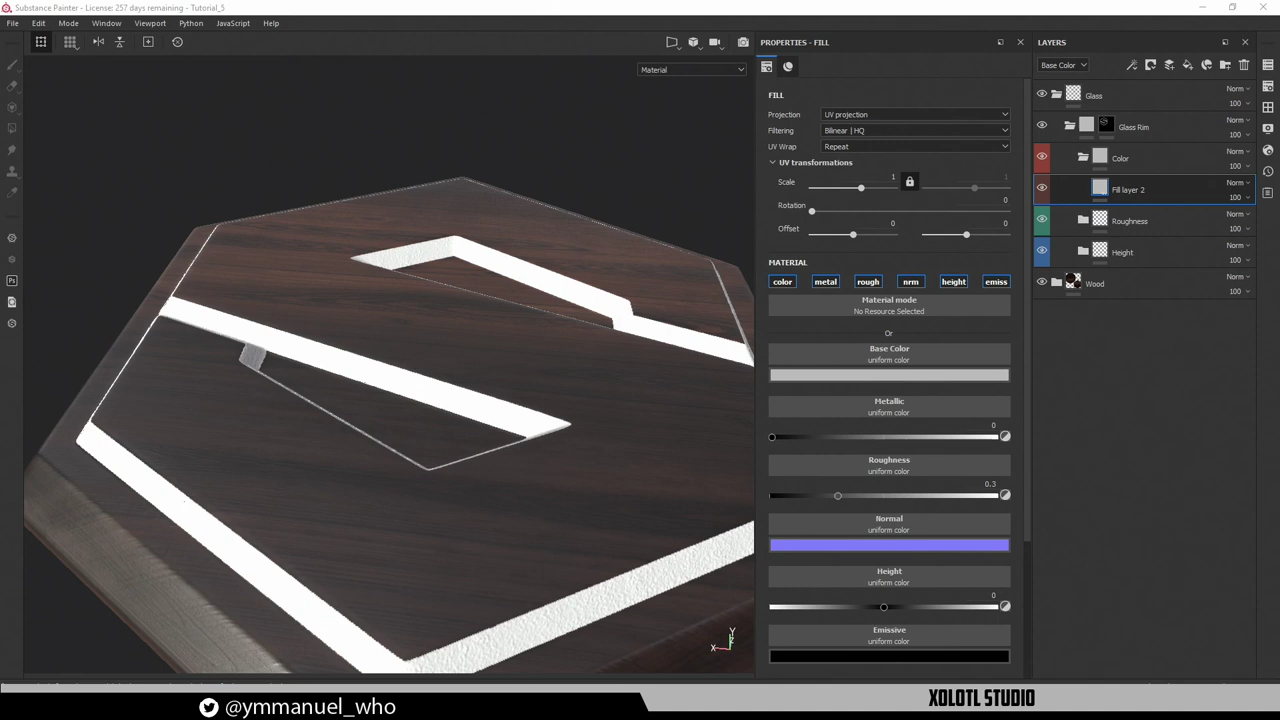 Substance Painter - License: 257 days remaining - Tutorial_5
File Edit Mode Window Viewport Python JavaScript Help
Material
PROPERTIES - FILL
FILL
Projection UV projection
Filtering Bilinear | HQ
UV Wrap Repeat
UV transformations
Scale 1 1
Rotation 0
Offset 0 0
MATERIAL
color metal rough nrm height emiss
Material mode
No Resource Selected
Or
Base Color
uniform color
Metallic
uniform color
0
Roughness
uniform color
0.3
Normal
uniform color
Height
uniform color
0
Emissive
uniform color
LAYERS
Base Color
Glass Norm
100
Glass Rim Norm
100
Color Norm
100
Fill layer 2 Norm
100
Roughness Norm
100
Height Norm
100
Wood Norm
100
Ps
Y
X
@ymmanuel_who
XOLOTL STUDIO